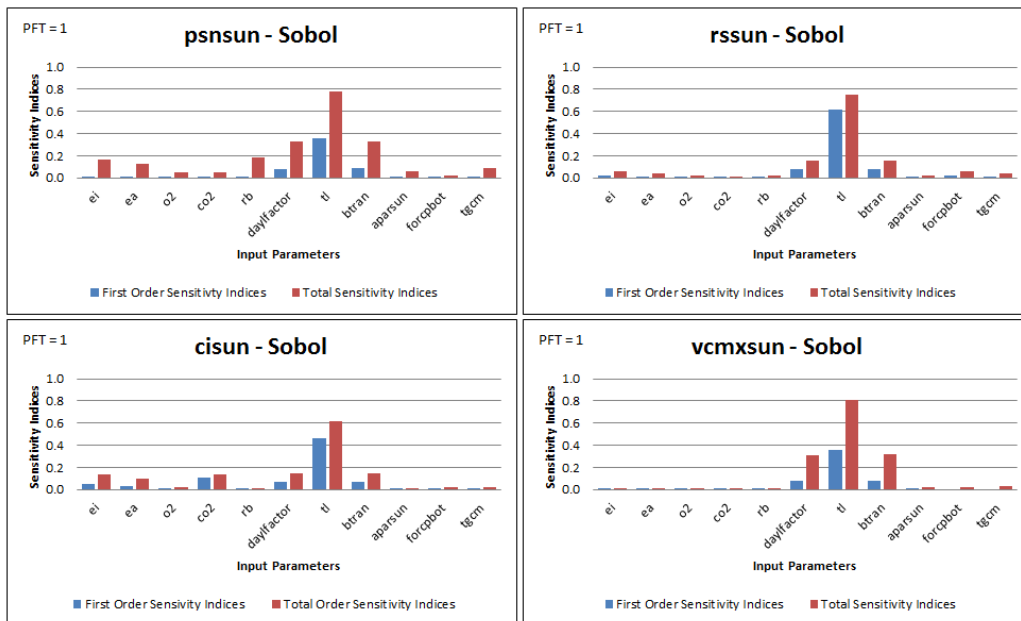 PFT = 1
psnsun - Sobol
Sensitivity Indices
1.0
0.8
0.6
0.4
0.2
0.0
ei
ea
o2
co2
rb
daylfactor
tl
btran
aparsun
forcpbot
tgcm
Input Parameters
First Order Sensitivty Indices
Total Sensitivity Indices
PFT = 1
rssun - Sobol
Sensitivity Indices
1.0
0.8
0.6
0.4
0.2
0.0
ei
ea
o2
co2
rb
daylfactor
tl
btran
aparsun
forcpbot
tgcm
Input Parameters
First Order Sensitivty Indices
Total Sensitivity Indices
PFT = 1
cisun - Sobol
Sensitivity Indices
1.0
0.8
0.6
0.4
0.2
0.0
ei
ea
o2
co2
rb
daylfactor
tl
btran
aparsun
forcpbot
tgcm
Input Parameters
First Order Sensivity Indices
Total Order Sensitivity Indices
PFT = 1
vcmxsun - Sobol
Sensitivity Indices
1.0
0.8
0.6
0.4
0.2
0.0
ei
ea
o2
co2
rb
daylfactor
tl
btran
aparsun
forcpbot
tgcm
Input Parameters
First Order Sensivity Indices
Total Order Sensitivity Indices